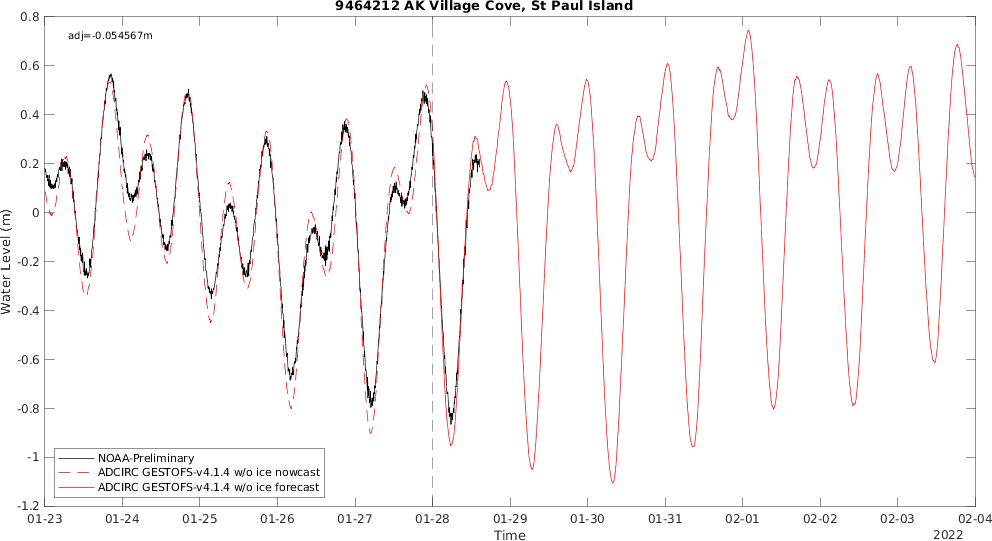 9464212 AK Village Cove, St Paul Island
adj=-0.054567m
0.8
0.6
0.4
0.2
0
-0.2
-0.4
-0.6
-0.8
-1
-1.2
Water Level (m)
NOAA-Preliminary
ADCIRC GESTOFS-v4.1.4 w/o ice nowcast
ADCIRC GESTOFS-v4.1.4 w/o ice forecast
01-23 01-24 01-25 01-26 01-27 01-28 01-29 01-30 01-31 02-01 02-02 02-03 02-04
Time
2022